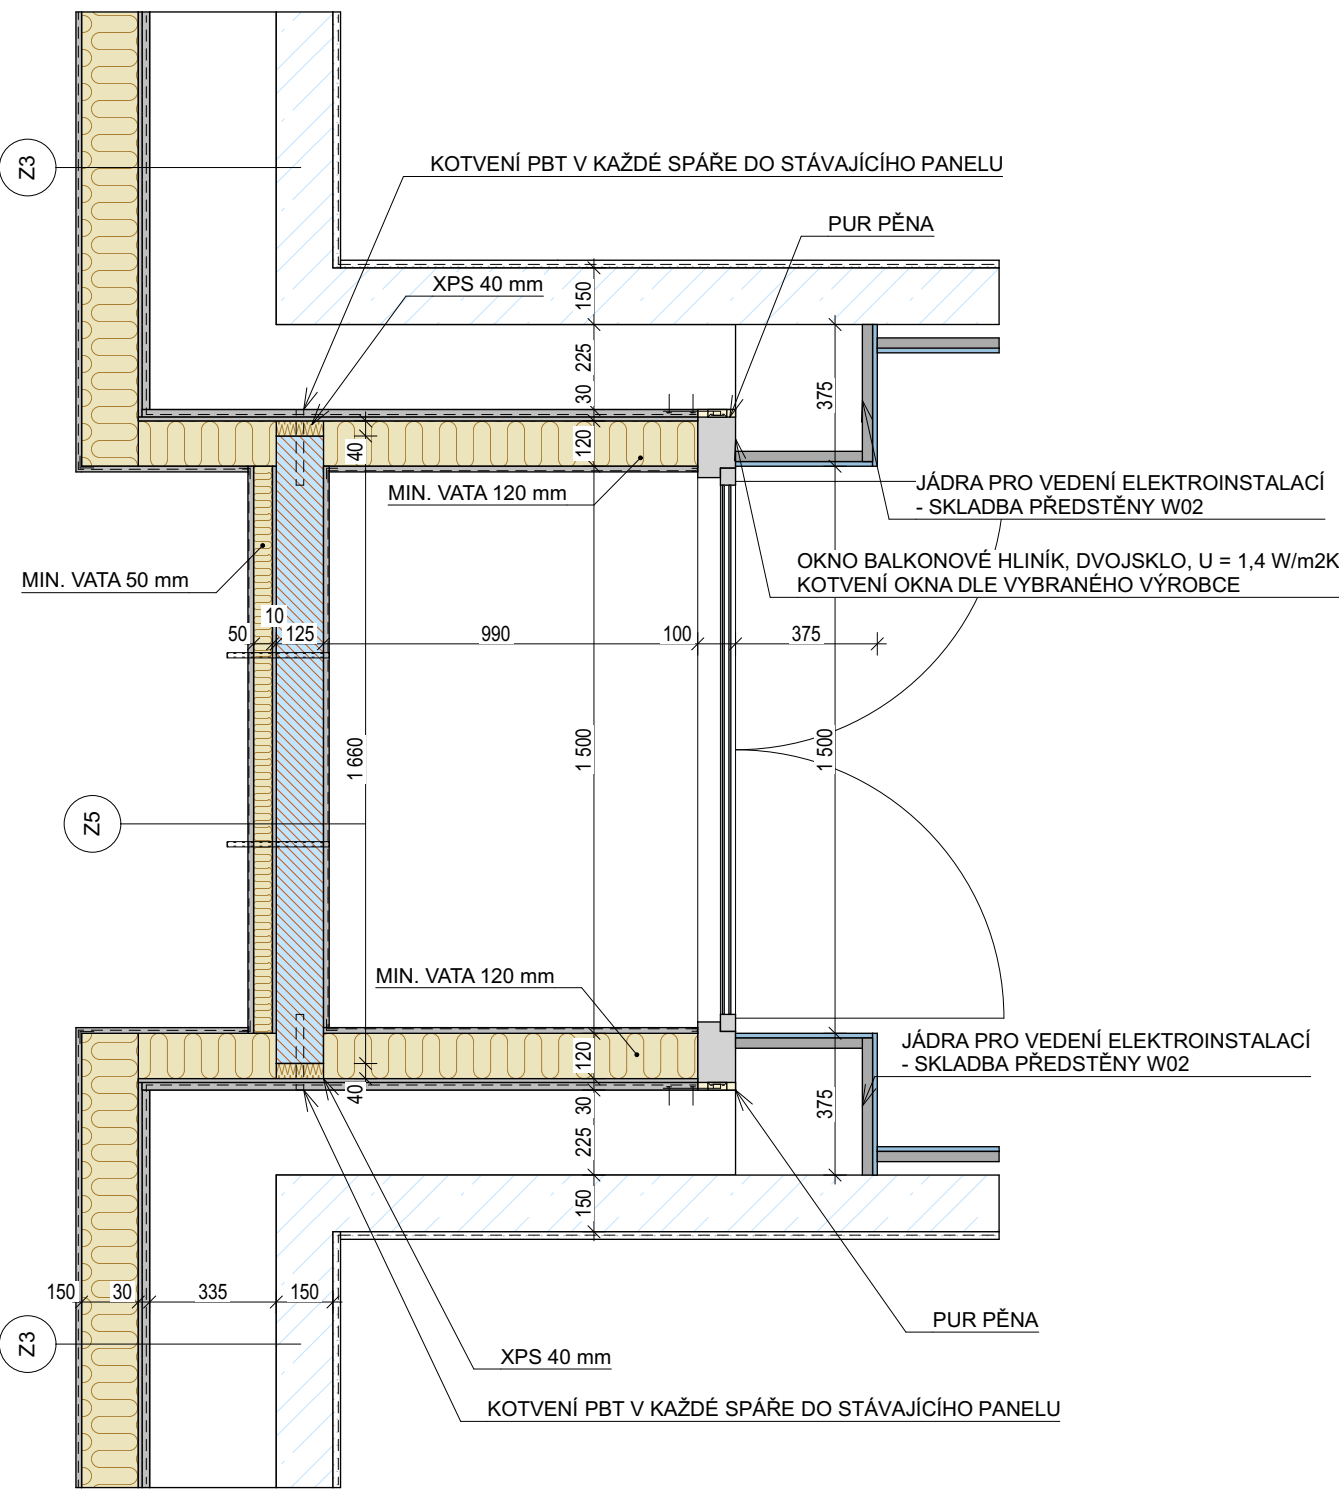 Z3
KOTVENÍ PBT V KAŽDÉ SPÁŘE DO STÁVAJÍCÍHO PANELU
PUR PĚNA
XPS 40 mm
150
225
30
375
40
120
MIN. VATA 120 mm
JÁDRA PRO VEDENÍ ELEKTROINSTALACÍ
- SKLADBA PŘEDSTĚNY W02
OKNO BALKONOVÉ HLINÍK, DVOJSKLO, U = 1,4 W/m2K
KOTVENÍ OKNA DLE VYBRANÉHO VÝROBCE
MIN. VATA 50 mm
50
10
125
990
100
375
1 660
1 500
1 500
Z5
MIN. VATA 120 mm
JÁDRA PRO VEDENÍ ELEKTROINSTALACÍ
- SKLADBA PŘEDSTĚNY W02
120
40
30
375
225
150
150
30
335
150
PUR PĚNA
Z3
XPS 40 mm
KOTVENÍ PBT V KAŽDÉ SPÁŘE DO STÁVAJÍCÍHO PANELU